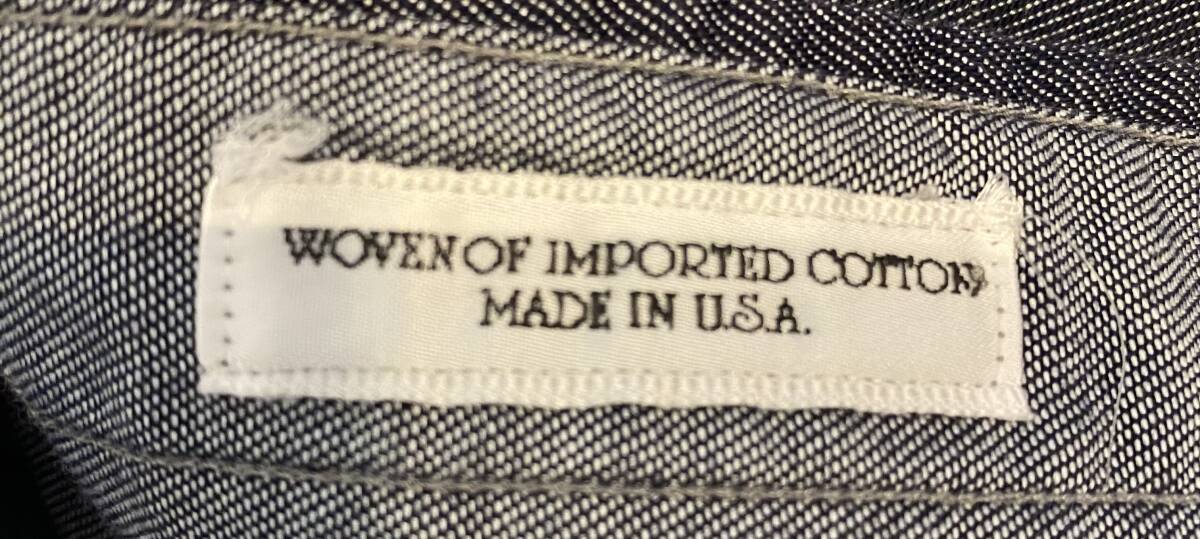 WOVEN OF IMPORTED COTTON
MADE IN U.S.A.